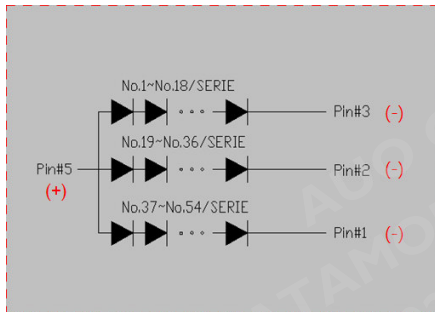 No.1~No.18/SERIE
Pin#3 (-)
No.19~No.36/SERIE
Pin#5
(+)
Pin#2 (-)
No.37~No.54/SERIE
Pin#1 (-)
AUO